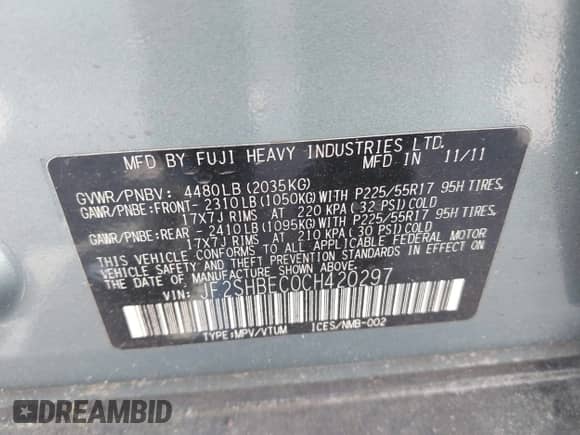 MFD BY FUJI HEAVY INDUSTRIES LTD.
MFD IN 11/11
GVWR/PNBV: 4480LB(2035KG)
GAWR/PNBE:FRONT- 2310LB(1050KG)WITH P225/55R17 95H TIRES,
17X7J RIMS AT 220 KPA(32 PSI)COLD
GAWR/PNBE:REAR - 2410LB(1095KG)WITH P225/55R17 95H TIRES,
17X7J RIMS AT 210 KPA(30 PSI)COLD
THIS VEHICLE CONFORMS TO ALL APPLICABLE FEDERAL MOTOR
VEHICLE SAFETY AND THEFT PREVENTION STANDARDS IN EFFECT ON
THE DATE OF MANUFACTURE SHOWN ABOVE.
VIN: JF2SHBEC0CH420297
TYPE:MPV/VTUM ICES/NMB-002
DREAMBID